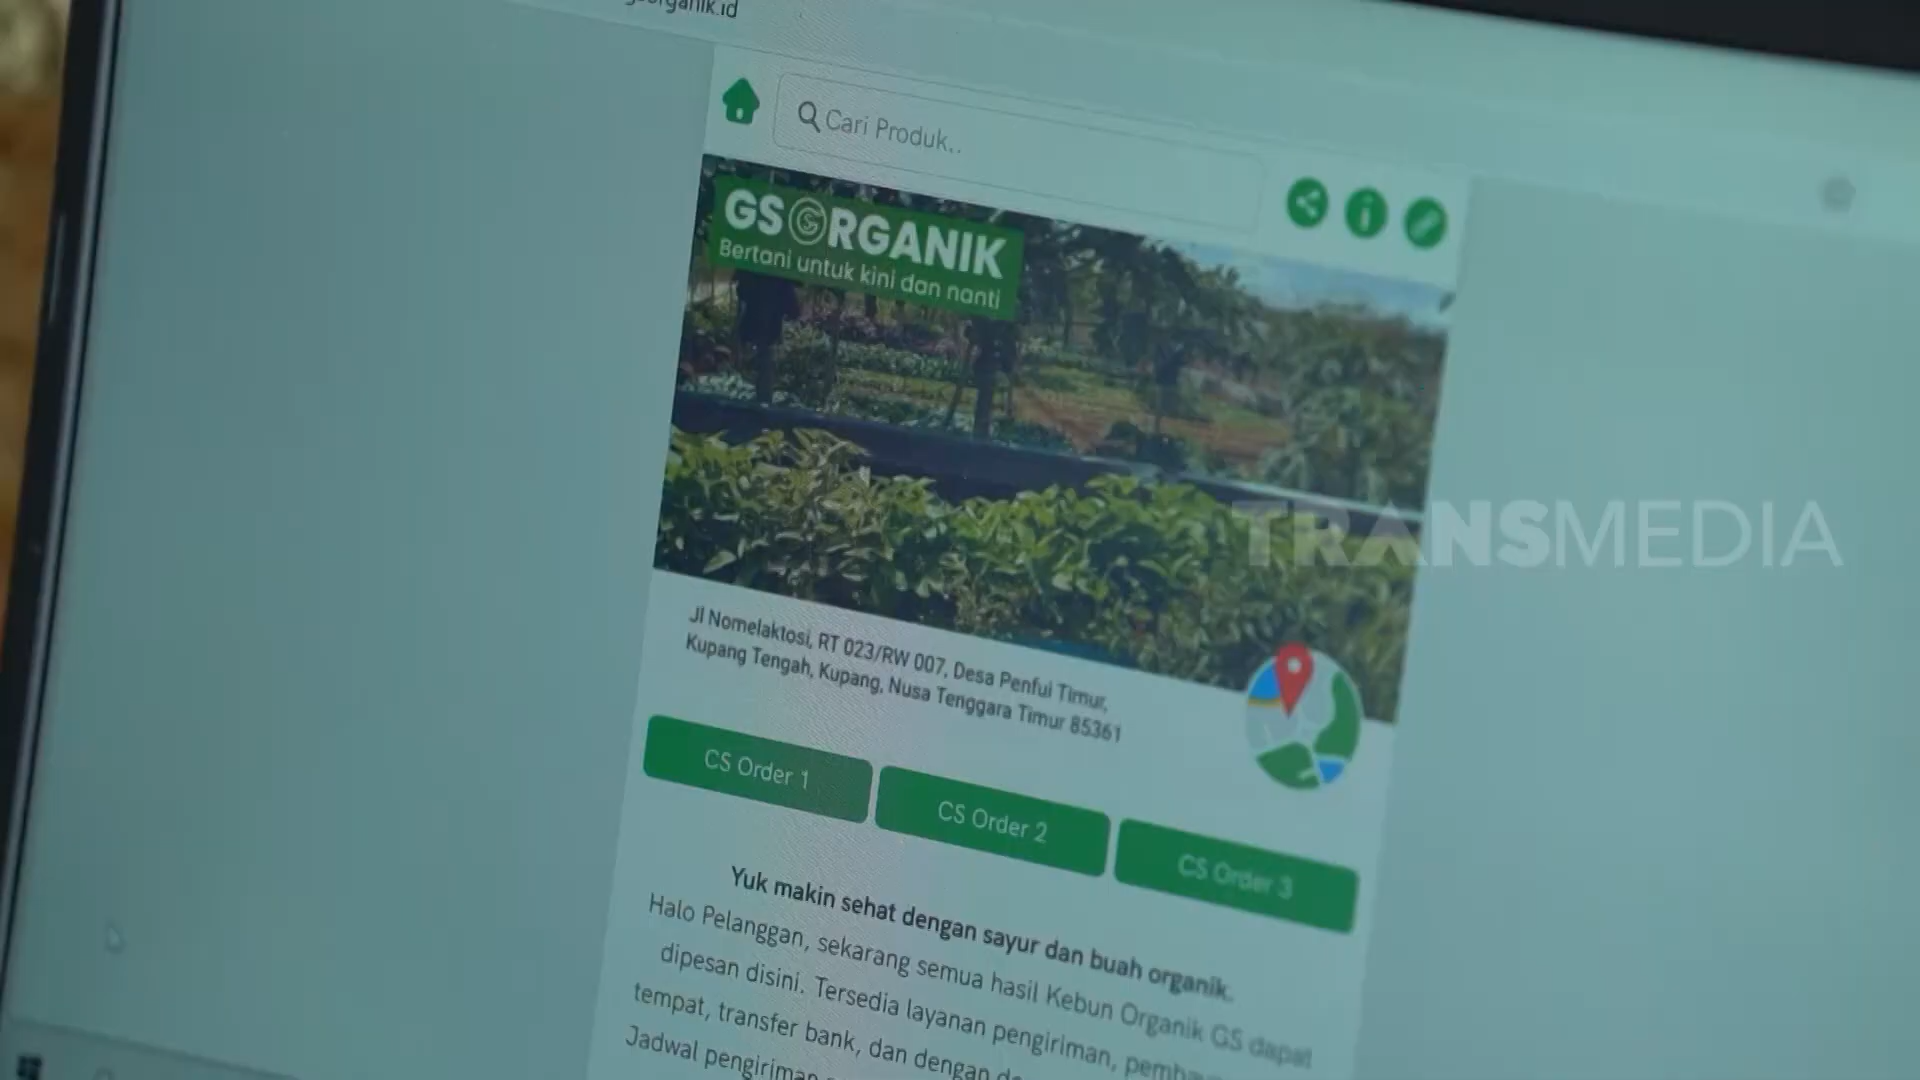 Cari Produk..
GSORGANIK
Bertani untuk kini dan nanti
TRANSMEDIA
Jl Nomelaktosi, RT 023/RW 007, Desa Penfui Timur,
Kupang Tengah, Kupang, Nusa Tenggara Timur 85361
CS Order 1
CS Order 2
CS Order 3
Yuk makin sehat dengan sayur dan buah organik.
Halo Pelanggan, sekarang semua hasil Kebun Organik GS dapat
dipesan disini. Tersedia layanan pengiriman,
tempat, transfer bank, dan dengan
Jadwal pengiriman